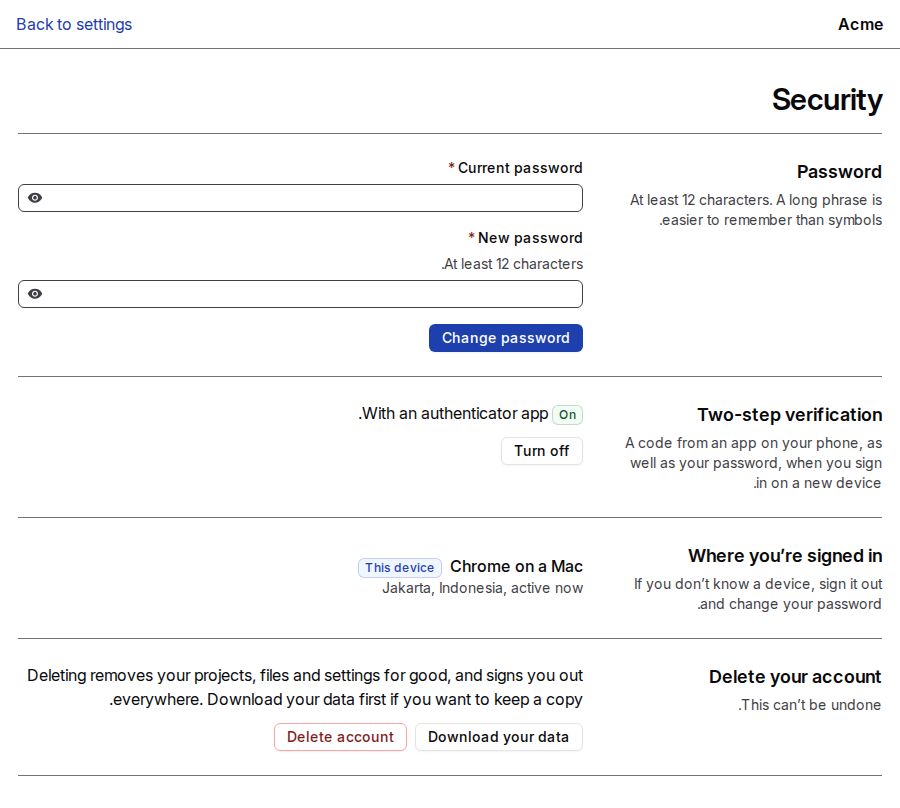 Acme
Back to settings
Security
Password
At least 12 characters. A long phrase is
.easier to remember than symbols
* Current password
* New password
.At least 12 characters
Change password
Two-step verification
A code from an app on your phone, as
well as your password, when you sign
.in on a new device
On
.With an authenticator app
Turn off
Where you’re signed in
If you don’t know a device, sign it out
.and change your password
Chrome on a Mac
This device
Jakarta, Indonesia, active now
Delete your account
.This can’t be undone
Deleting removes your projects, files and settings for good, and signs you out
.everywhere. Download your data first if you want to keep a copy
Download your data
Delete account